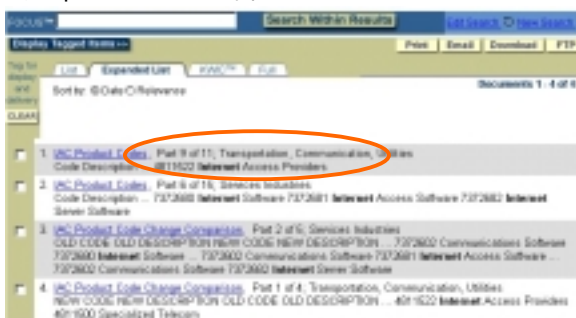 FOCUS™ Search Within Results Edit Search New Search
Display Tagged Items >> Print Email Download FTP
Tag for display and delivery
List Expanded List KWIC™ Full
Sort by: Date Relevance Documents 1 - 4 of 4
CLEAR
1. IAC Product Codes, Part 9 of 11; Transportation, Communication, Utilities
Code Description ... 4811522 Internet Access Providers
2. IAC Product Codes, Part 6 of 16; Services Industries
Code Description ... 7372680 Internet Software 7372681 Internet Access Software 7372682 Internet
Server Software
3. IAC Product Code Change Comparison, Part 2 of 5; Services Industries
OLD CODE OLD DESCRIPTION NEW CODE NEW DESCRIPTION ... 7372602 Communications Software
7372680 Internet Software ... 7372602 Communications Software 7372681 Internet Access Software ...
7372602 Communications Software 7372682 Internet Server Software
4. IAC Product Code Change Comparison, Part 1 of 4; Transportation, Communication, Utilities
NEW CODE NEW DESCRIPTION OLD CODE OLD DESCRIPTION ... 4811522 Internet Access Providers
4811500 Specialized Telecom